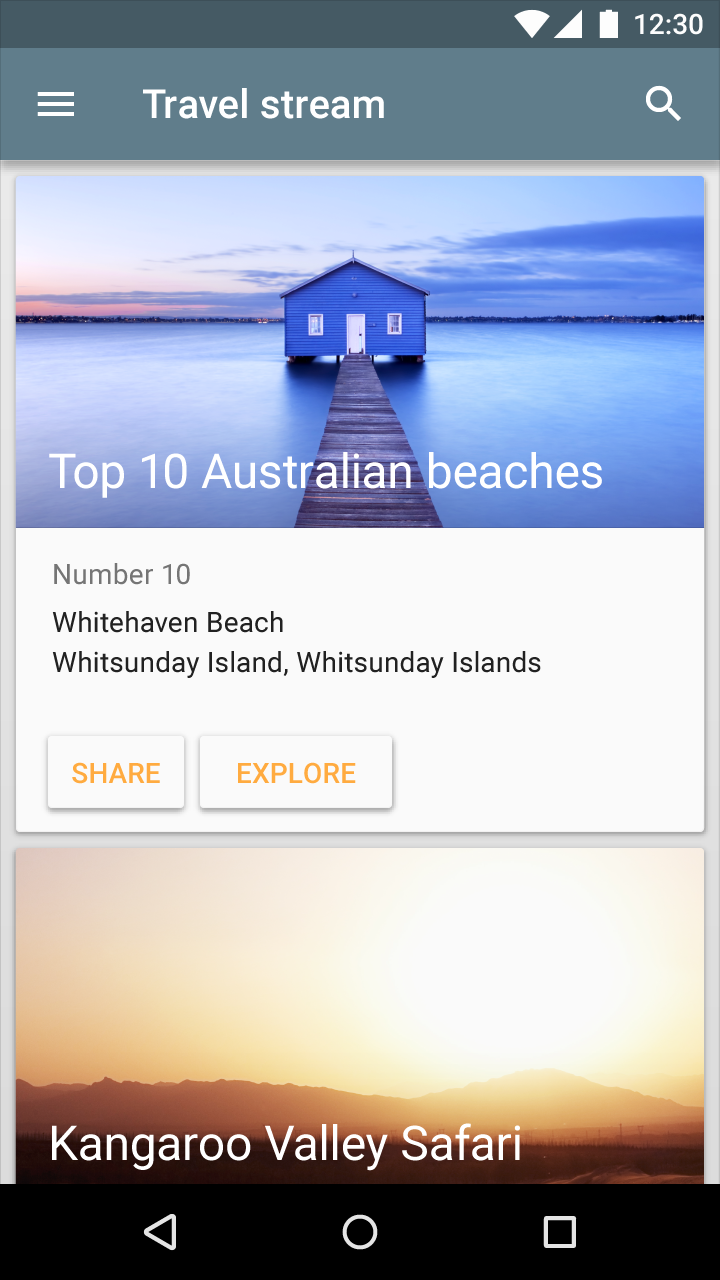 12:30
Travel stream
Top 10 Australian beaches
Number 10
Whitehaven Beach
Whitsunday Island, Whitsunday Islands
SHARE EXPLORE
Kangaroo Valley Safari